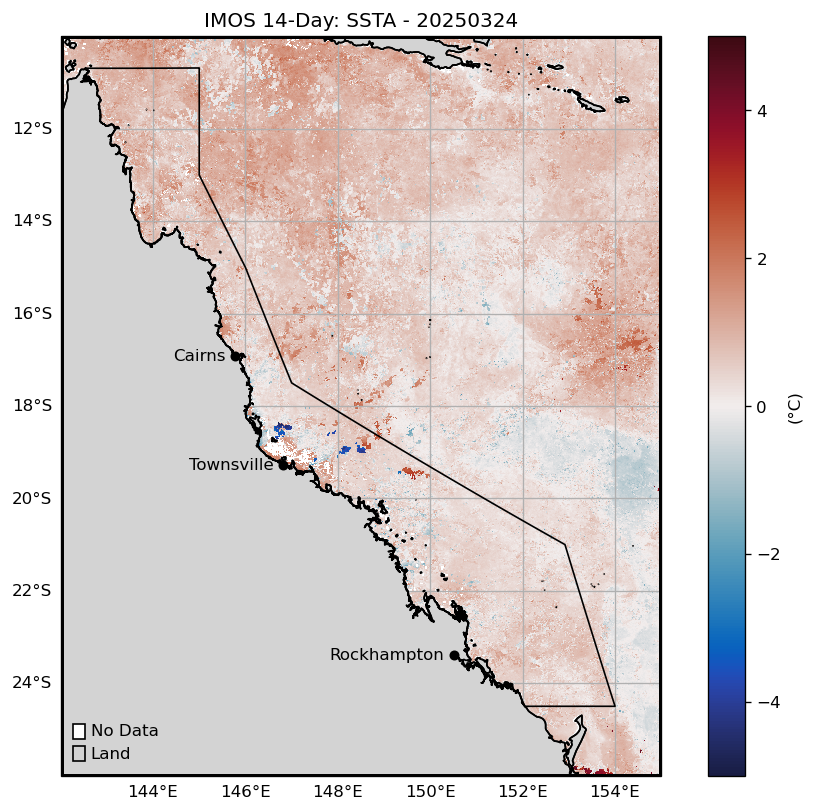 IMOS 14-Day: SSTA - 20250324
12°S
14°S
16°S
18°S
20°S
22°S
24°S
Cairns
Townsville
Rockhampton
No Data
Land
144°E 146°E 148°E 150°E 152°E 154°E
4
2
0
−2
−4
(°C)